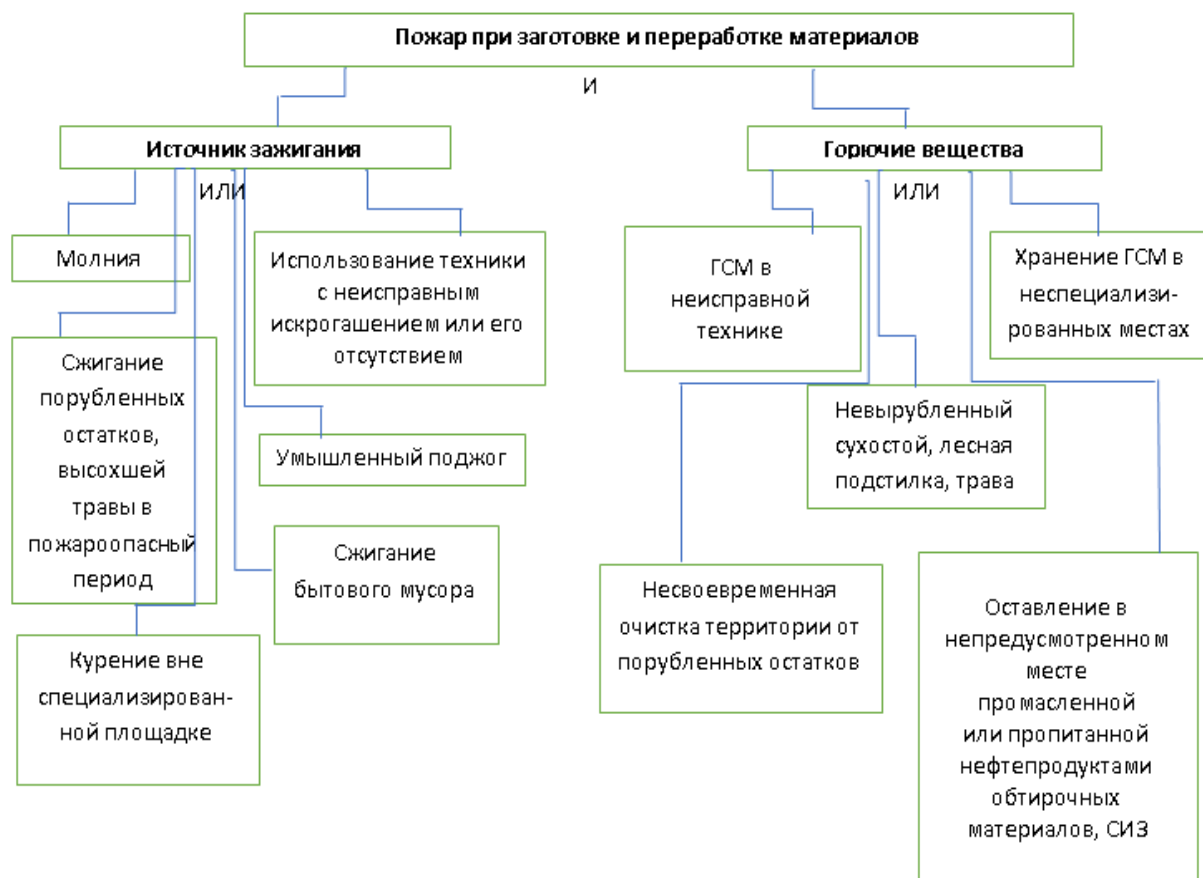 Пожар при заготовке и переработке материалов
И
Источник зажигания
ИЛИ
Молния
Использование техники
с неисправным
искрогашением или его
отсутствием
Сжигание
порубленных
остатков,
высохшей
травы в
пожароопасный
период
Умышленный поджог
Сжигание
бытового мусора
Курение вне
специализирован-
ной площадке
Горючие вещества
ИЛИ
ГСМ в
неисправной
технике
Хранение ГСМ в
неспециализи-
рованных местах
Невырубленный
сухостой, лесная
подстилка, трава
Несвоевременная
очистка территории от
порубленных остатков
Оставление в
непредусмотренном
месте
промасленной
или пропитанной
нефтепродуктами
обтирочных
материалов, СИЗ